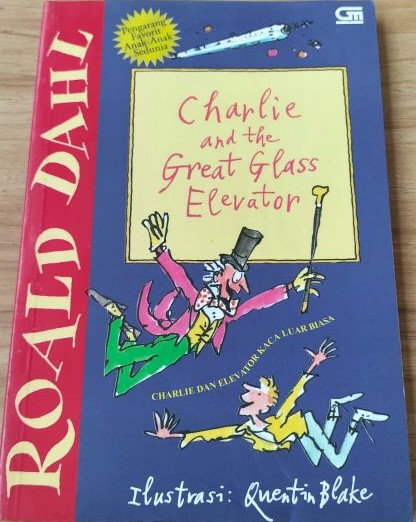 Pengarang
Favorit
Anak-Anak
Sedunia
GM
Charlie
and the
Great Glass
Elevator
ROALD DAHL
CHARLIE DAN ELEVATOR KACA LUAR BIASA
Ilustrasi: Quentin Blake